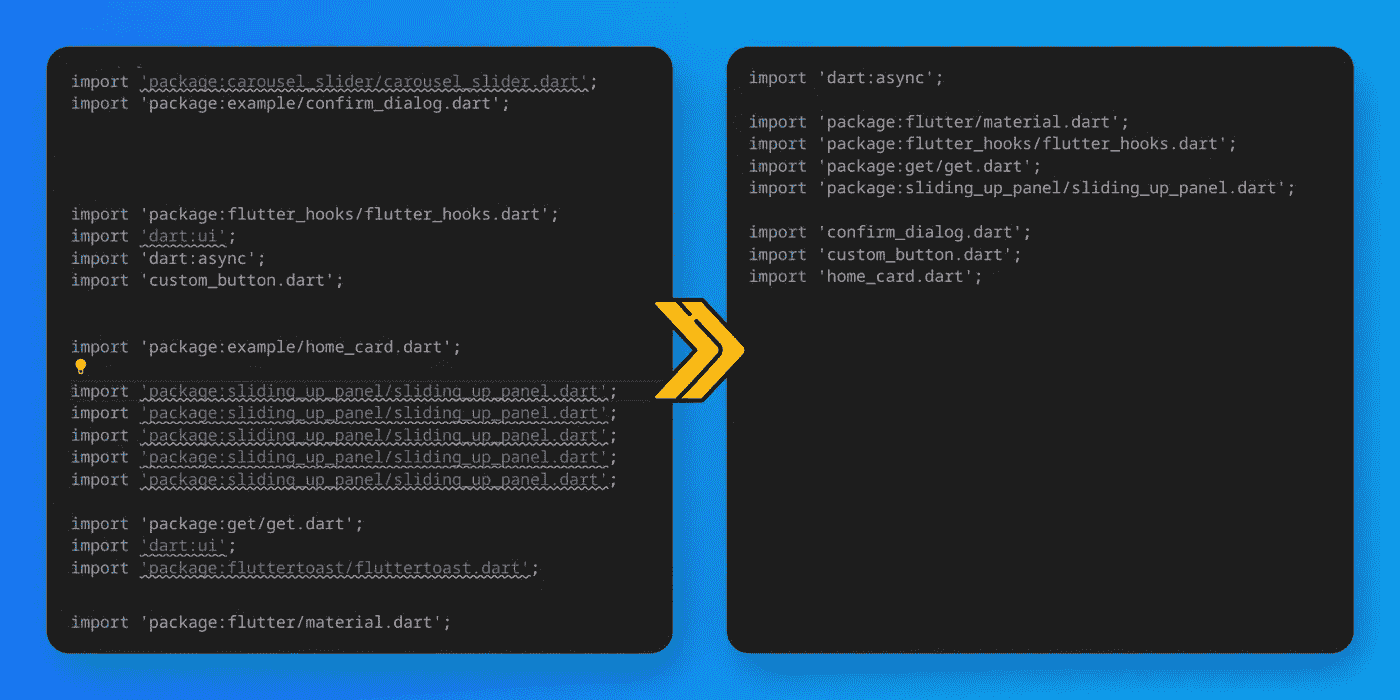 import 'package:carousel_slider/carousel_slider.dart';
import 'package:example/confirm_dialog.dart';
import 'package:flutter_hooks/flutter_hooks.dart';
import 'dart:ui';
import 'dart:async';
import 'custom_button.dart';
import 'package:example/home_card.dart';
import 'package:sliding_up_panel/sliding_up_panel.dart';
import 'package:sliding_up_panel/sliding_up_panel.dart';
import 'package:sliding_up_panel/sliding_up_panel.dart';
import 'package:sliding_up_panel/sliding_up_panel.dart';
import 'package:sliding_up_panel/sliding_up_panel.dart';
import 'package:get/get.dart';
import 'dart:ui';
import 'package:fluttertoast/fluttertoast.dart';
import 'package:flutter/material.dart';
import 'dart:async';
import 'package:flutter/material.dart';
import 'package:flutter_hooks/flutter_hooks.dart';
import 'package:get/get.dart';
import 'package:sliding_up_panel/sliding_up_panel.dart';
import 'confirm_dialog.dart';
import 'custom_button.dart';
import 'home_card.dart';